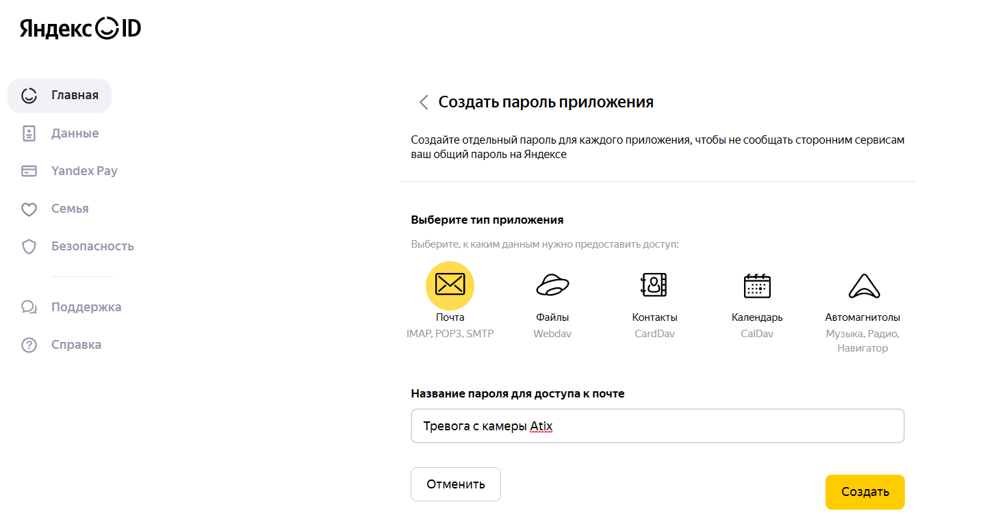 Яндекс ID
Главная
Данные
Yandex Pay
Семья
Безопасность
Поддержка
Справка
Создать пароль приложения
Создайте отдельный пароль для каждого приложения, чтобы не сообщать сторонним сервисам
ваш общий пароль на Яндексе
Выберите тип приложения
Выберите, к каким данным нужно предоставить доступ:
Почта
IMAP, POP3, SMTP
Файлы
Webdav
Контакты
CardDav
Календарь
CalDav
Автомагнитолы
Музыка, Радио,
Навигатор
Название пароля для доступа к почте
Тревога с камеры Atix
Отменить
Создать